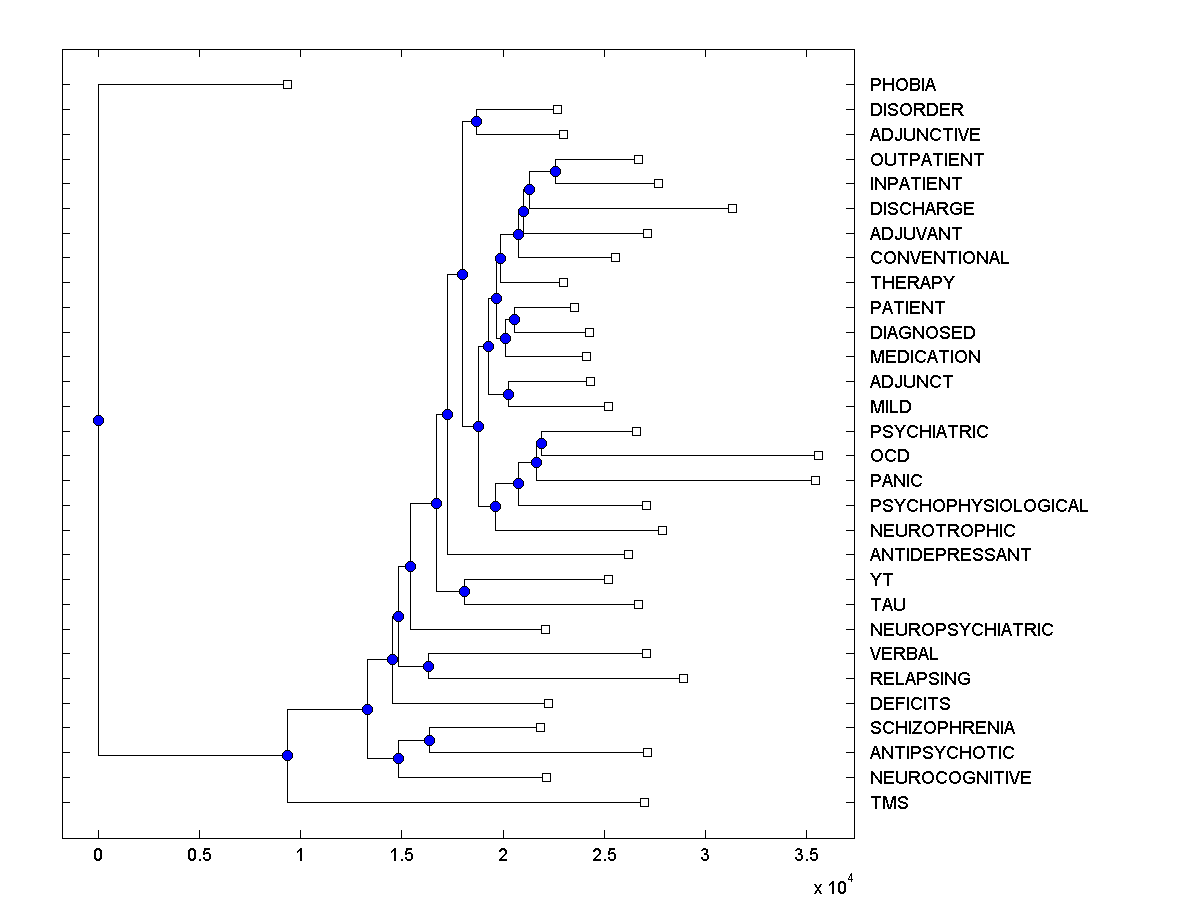 PHOBIA
DISORDER
ADJUNCTIVE
OUTPATIENT
INPATIENT
DISCHARGE
ADJUVANT
CONVENTIONAL
THERAPY
PATIENT
DIAGNOSED
MEDICATION
ADJUNCT
MILD
PSYCHIATRIC
OCD
PANIC
PSYCHOPHYSIOLOGICAL
NEUROTROPHIC
ANTIDEPRESSANT
YT
TAU
NEUROPSYCHIATRIC
VERBAL
RELAPSING
DEFICITS
SCHIZOPHRENIA
ANTIPSYCHOTIC
NEUROCOGNITIVE
TMS
0 0.5 1 1.5 2 2.5 3 3.5
x 10^4